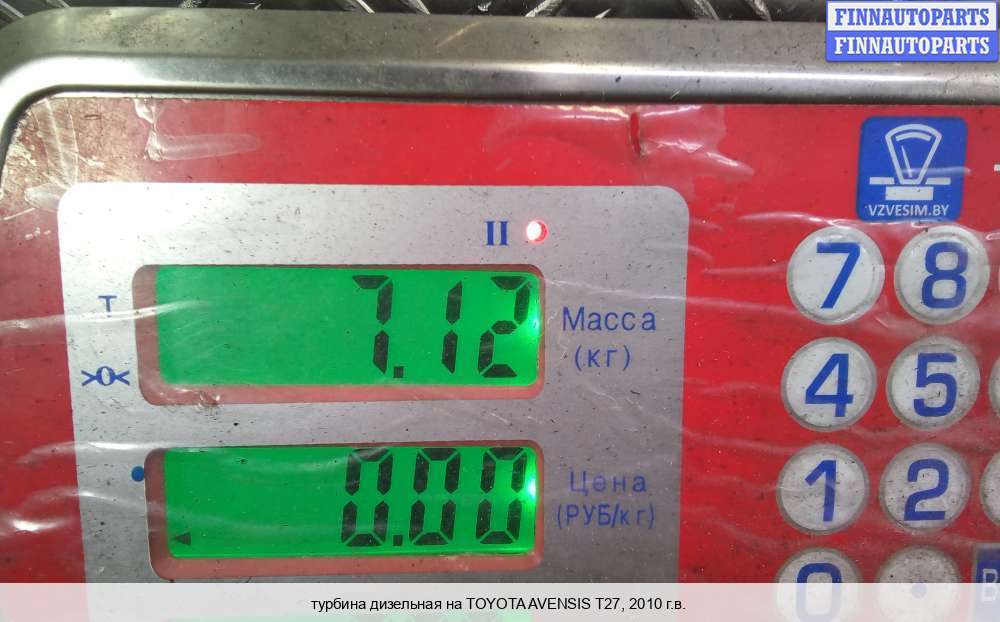 FINNAUTOPARTS
FINNAUTOPARTS
VZVESIM.BY
II
7 8
T
7.12
Масса
(кг)
>0<
4 5
0.00
Цена
(РУБ/кг)
1 2
0 .
турбина дизельная на TOYOTA AVENSIS T27, 2010 г.в.